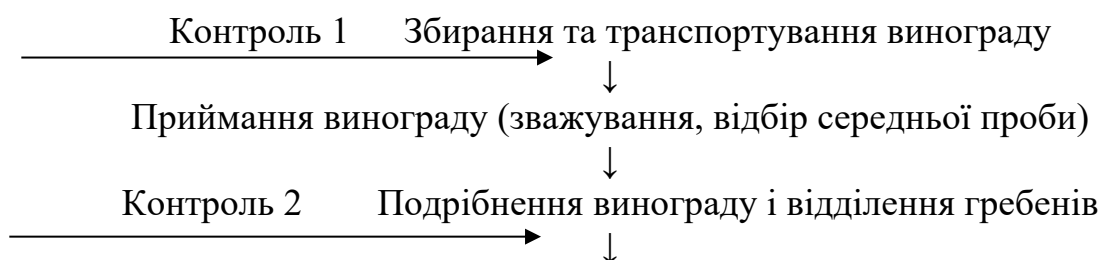 Контроль 1 Збирання та транспортування винограду
↓
Приймання винограду (зважування, відбір середньої проби)
↓
Контроль 2 Подрібнення винограду і відділення гребенів
↓